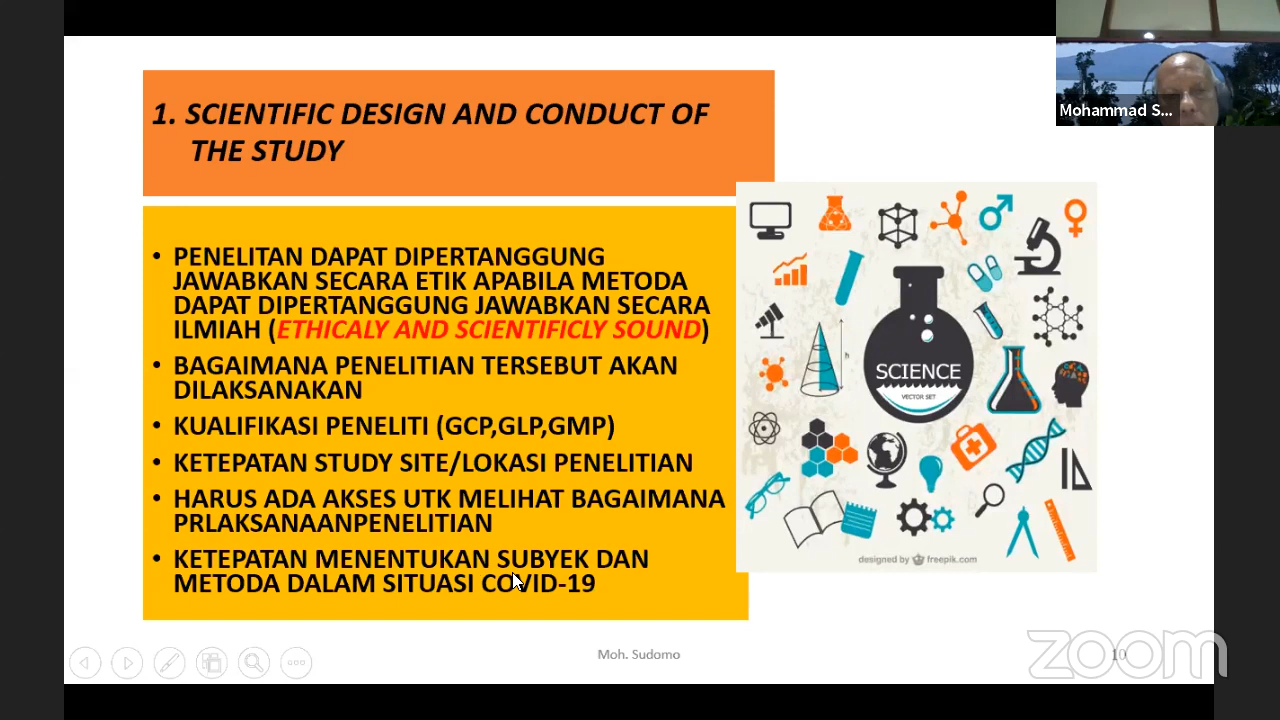 1. SCIENTIFIC DESIGN AND CONDUCT OF
THE STUDY
• PENELITAN DAPAT DIPERTANGGUNG
JAWABKAN SECARA ETIK APABILA METODA
DAPAT DIPERTANGGUNG JAWABKAN SECARA
ILMIAH (ETHICALY AND SCIENTIFICLY SOUND)
• BAGAIMANA PENELITIAN TERSEBUT AKAN
DILAKSANAKAN
• KUALIFIKASI PENELITI (GCP,GLP,GMP)
• KETEPATAN STUDY SITE/LOKASI PENELITIAN
• HARUS ADA AKSES UTK MELIHAT BAGAIMANA
PRLAKSANAANPENELITIAN
• KETEPATAN MENENTUKAN SUBYEK DAN
METODA DALAM SITUASI COVID-19
Mohammad S...
h
SCIENCE
VECTOR SET
designed by freepik.com
Moh. Sudomo
10
zoom